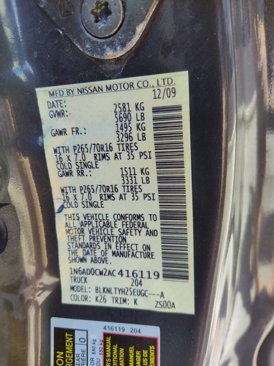 MFD BY NISSAN MOTOR CO., LTD.
DATE: 12/09
GVWR: 2581 KG
5690 LB
GAWR FR.: 1495 KG
3296 LB
WITH P265/70R16 TIRES
16 x 7.0 RIMS AT 35 PSI
COLD SINGLE
GAWR RR.: 1511 KG
3331 LB
WITH P265/70R16 TIRES
16 x 7.0 RIMS AT 35 PSI
COLD SINGLE
THIS VEHICLE CONFORMS TO
ALL APPLICABLE FEDERAL
MOTOR VEHICLE SAFETY AND
THEFT PREVENTION
STANDARDS IN EFFECT ON
THE DATE OF MANUFACTURE
SHOWN ABOVE.
1N6AD0CW2AC416119
TRUCK 204
MODEL: BLKNLTYH25EUGC---A
COLOR: K26 TRIM: K ZS00A
416119 204